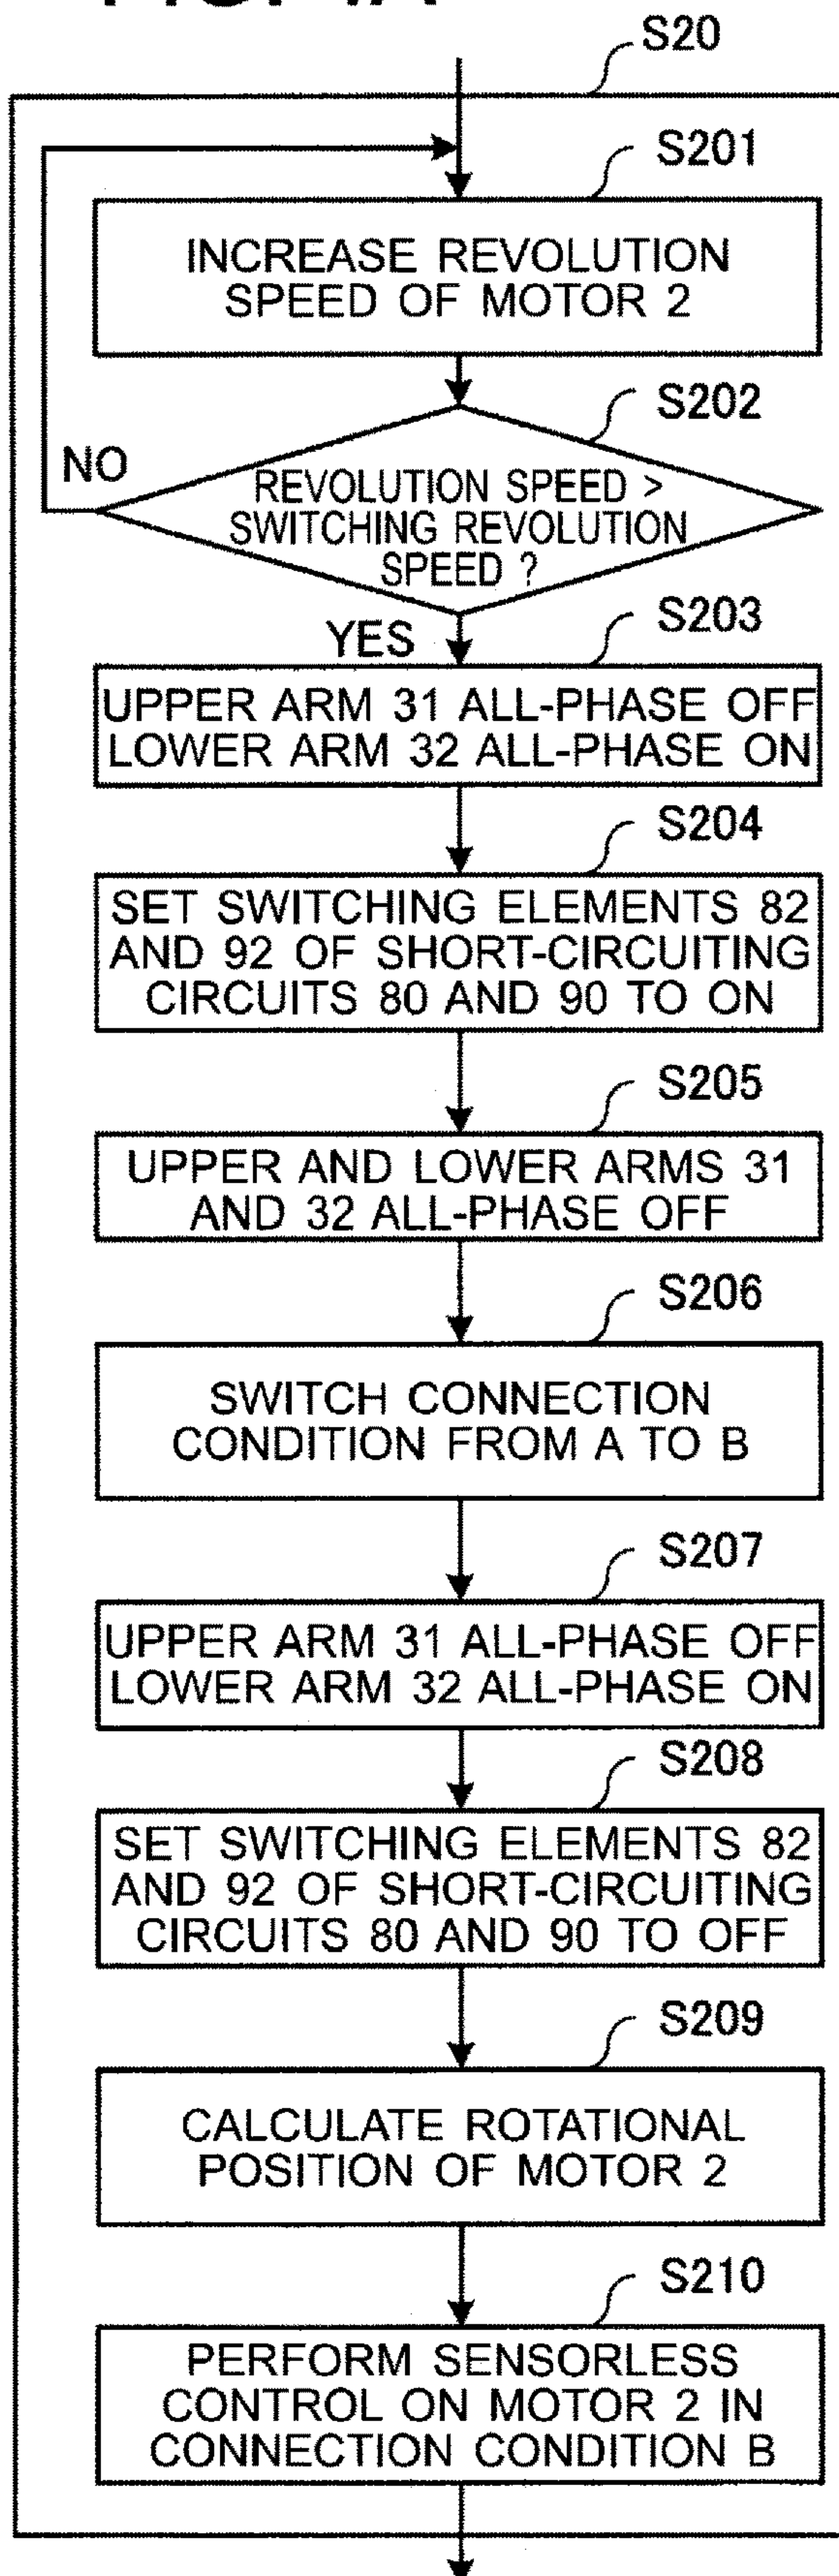 S20
S201
INCREASE REVOLUTION
SPEED OF MOTOR 2
S202
NO
REVOLUTION SPEED >
SWITCHING REVOLUTION
SPEED ?
YES
S203
UPPER ARM 31 ALL-PHASE OFF
LOWER ARM 32 ALL-PHASE ON
S204
SET SWITCHING ELEMENTS 82
AND 92 OF SHORT-CIRCUITING
CIRCUITS 80 AND 90 TO ON
S205
UPPER AND LOWER ARMS 31
AND 32 ALL-PHASE OFF
S206
SWITCH CONNECTION
CONDITION FROM A TO B
S207
UPPER ARM 31 ALL-PHASE OFF
LOWER ARM 32 ALL-PHASE ON
S208
SET SWITCHING ELEMENTS 82
AND 92 OF SHORT-CIRCUITING
CIRCUITS 80 AND 90 TO OFF
S209
CALCULATE ROTATIONAL
POSITION OF MOTOR 2
S210
PERFORM SENSORLESS
CONTROL ON MOTOR 2 IN
CONNECTION CONDITION B